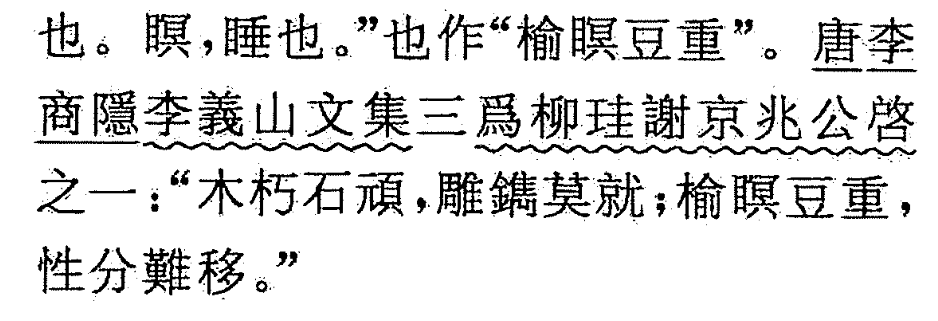 也。瞑，睡也。”也作“榆瞑豆重”。唐李
商隱李義山文集三爲柳珪謝京兆公啓
之一：“木朽石頑，雕鐫莫就；榆瞑豆重，
性分難移。”